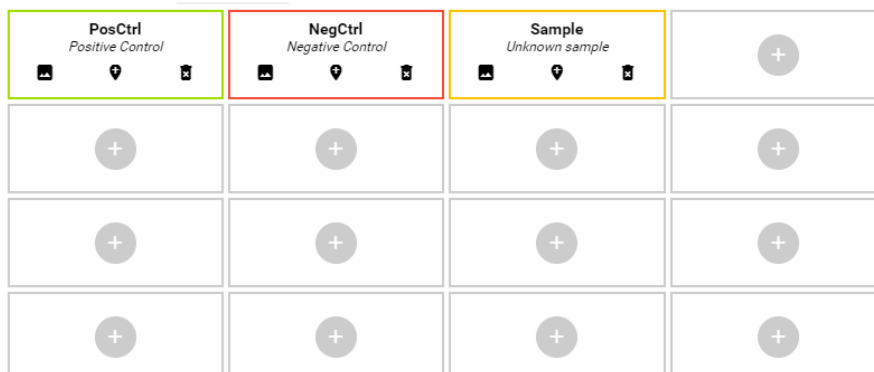 PosCtrl
Positive Control
NegCtrl
Negative Control
Sample
Unknown sample